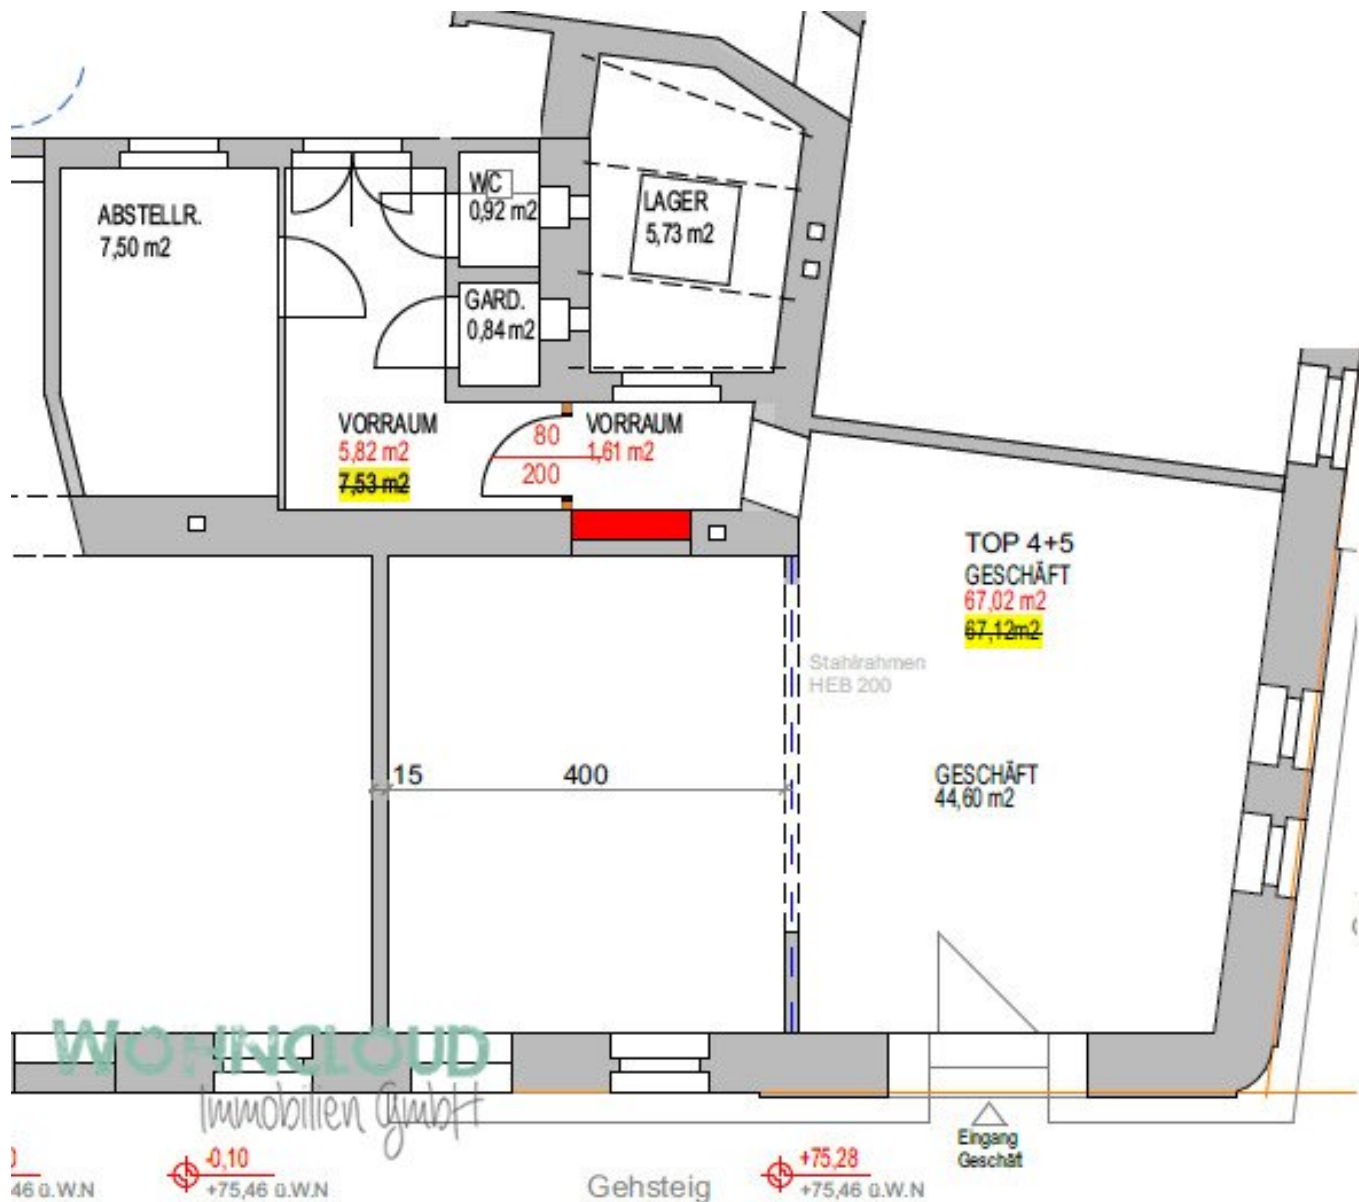 WC
0,92 m2
ABSTELLR.
7,50 m2
LAGER
5,73 m2
GARD.
0,84 m2
VORRAUM
5,82 m2
7,53 m2
80
200
VORRAUM
1,61 m2
TOP 4+5
GESCHÄFT
67,02 m2
67,12m2
Stahlrahmen
HEB 200
15
400
GESCHÄFT
44,60 m2
WOHNCLOUD
Immobilien GmbH
Eingang
Geschäft
-0,10
+75,46 ü.W.N
46 ü.W.N
Gehsteig
+75,28
+75,46 ü.W.N